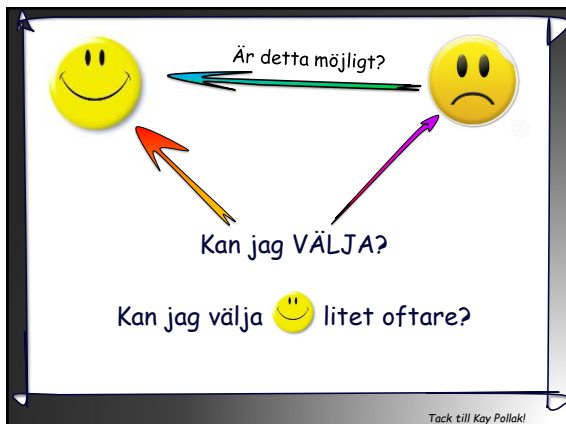 Är detta möjligt?
Kan jag VÄLJA?
Kan jag välja litet oftare?
Tack till Kay Pollak!